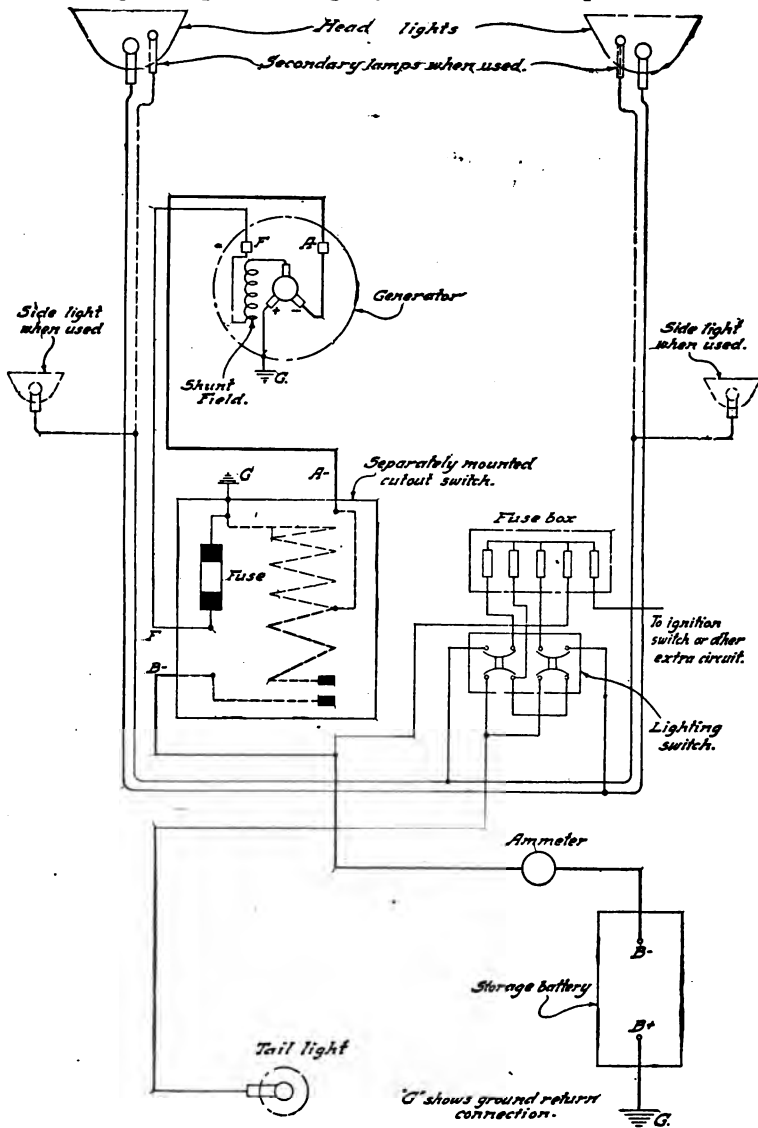 Head lights
Secondary lamps when used.
F
A-
+ -
Generator
Side light
when used
Side light
when used.
Shunt
Field.
G.
G
A-
Separately mounted
cutout switch.
Fuse box
Fuse
F
B-
To ignition
switch or other
extra circuit.
Lighting
switch.
Ammeter
B-
Storage battery
B+
Tail light
"G" shows ground return
connection.
G.